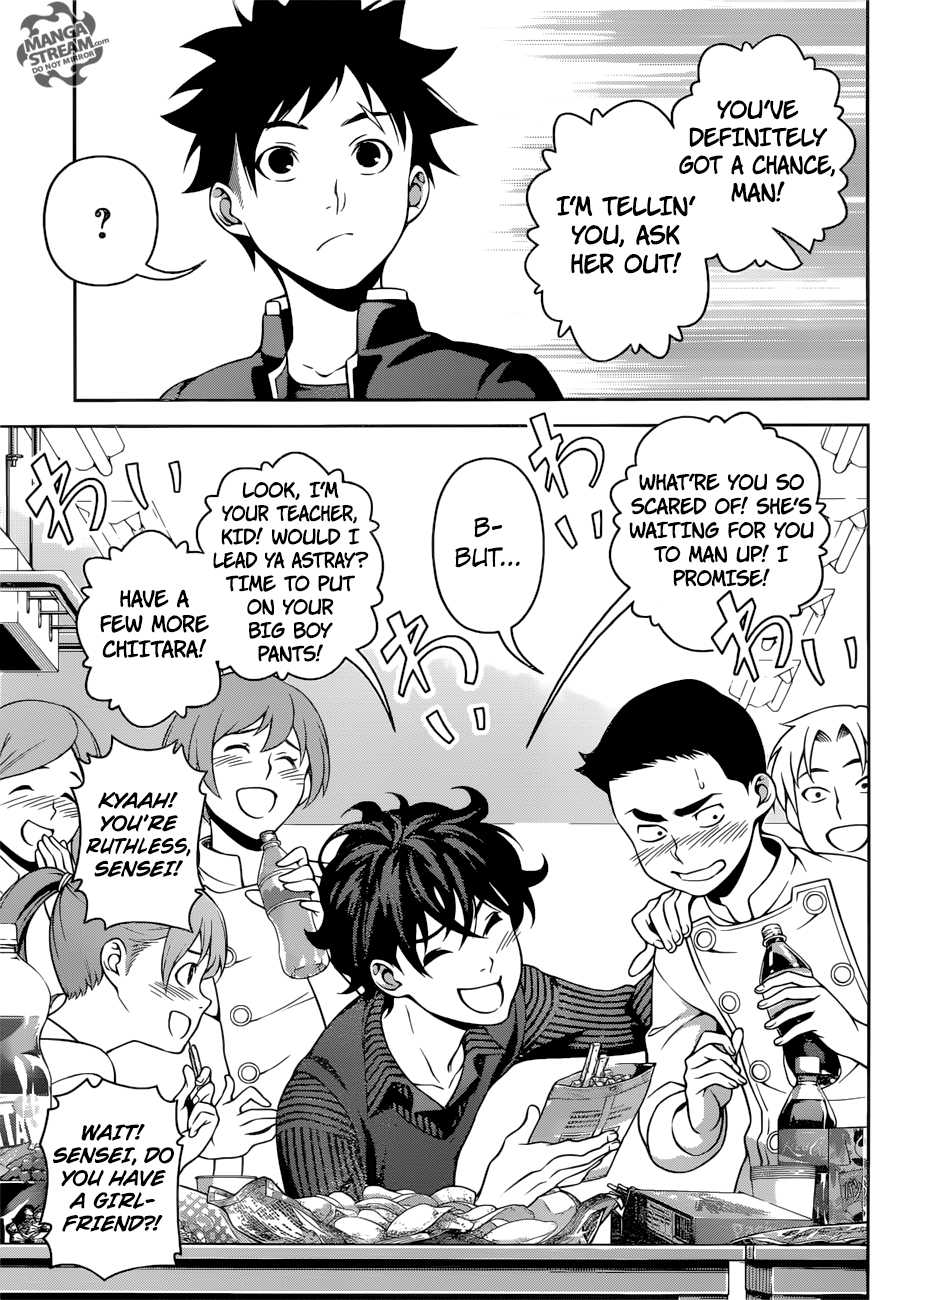 MANGA
STREAM.com
DO NOT MIRROR
YOU'VE
DEFINITELY
GOT A CHANCE,
MAN!
I'M TELLIN'
YOU, ASK
HER OUT!
?
WHAT'RE YOU SO
SCARED OF! SHE'S
WAITING FOR YOU
TO MAN UP! I
PROMISE!
B-
BUT...
LOOK, I'M
YOUR TEACHER,
KID! WOULD I
LEAD YA ASTRAY?
TIME TO PUT
ON YOUR
BIG BOY
PANTS!
HAVE A
FEW MORE
CHIITARA!
わい
わい
わい
わい
KYAAH!
YOU'RE
RUTHLESS,
SENSEI!
WAIT!
SENSEI, DO
YOU HAVE
A GIRL-
FRIEND?!